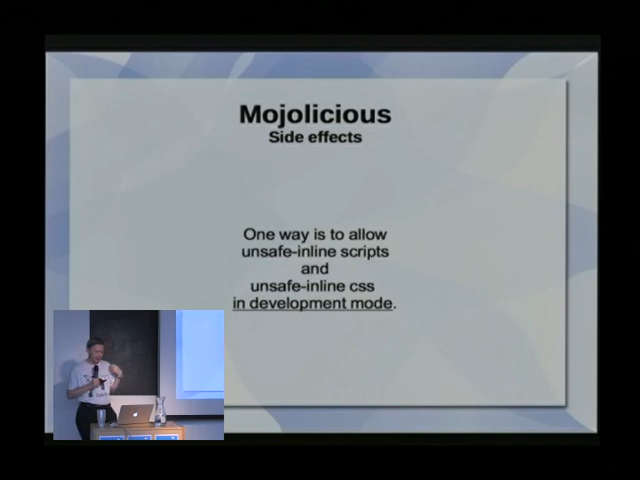 Mojolicious
Side effects
One way is to allow
unsafe-inline scripts
and
unsafe-inline css
in development mode.